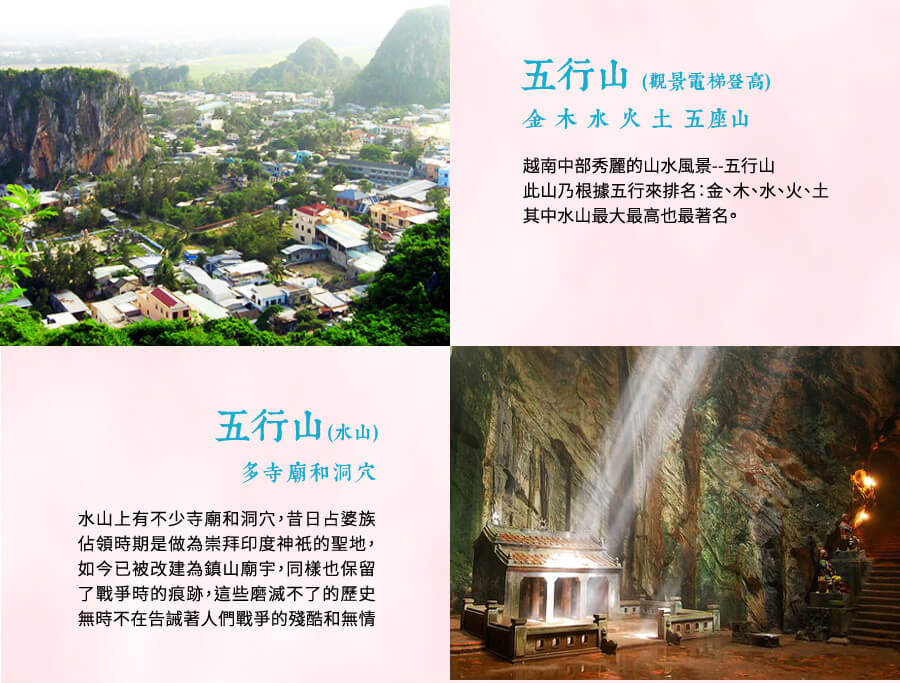 五行山 (觀景電梯登高)
金 木 水 火 土 五座山
越南中部秀麗的山水風景--五行山
此山乃根據五行來排名：金、木、水、火、土
其中水山最大最高也最著名。
五行山(水山)
多寺廟和洞穴
水山上有不少寺廟和洞穴，昔日占婆族
佔領時期是做為崇拜印度神祇的聖地，
如今已被改建為鎮山廟宇，同樣也保留
了戰爭時的痕跡，這些磨滅不了的歷史
無時不在告誡著人們戰爭的殘酷和無情